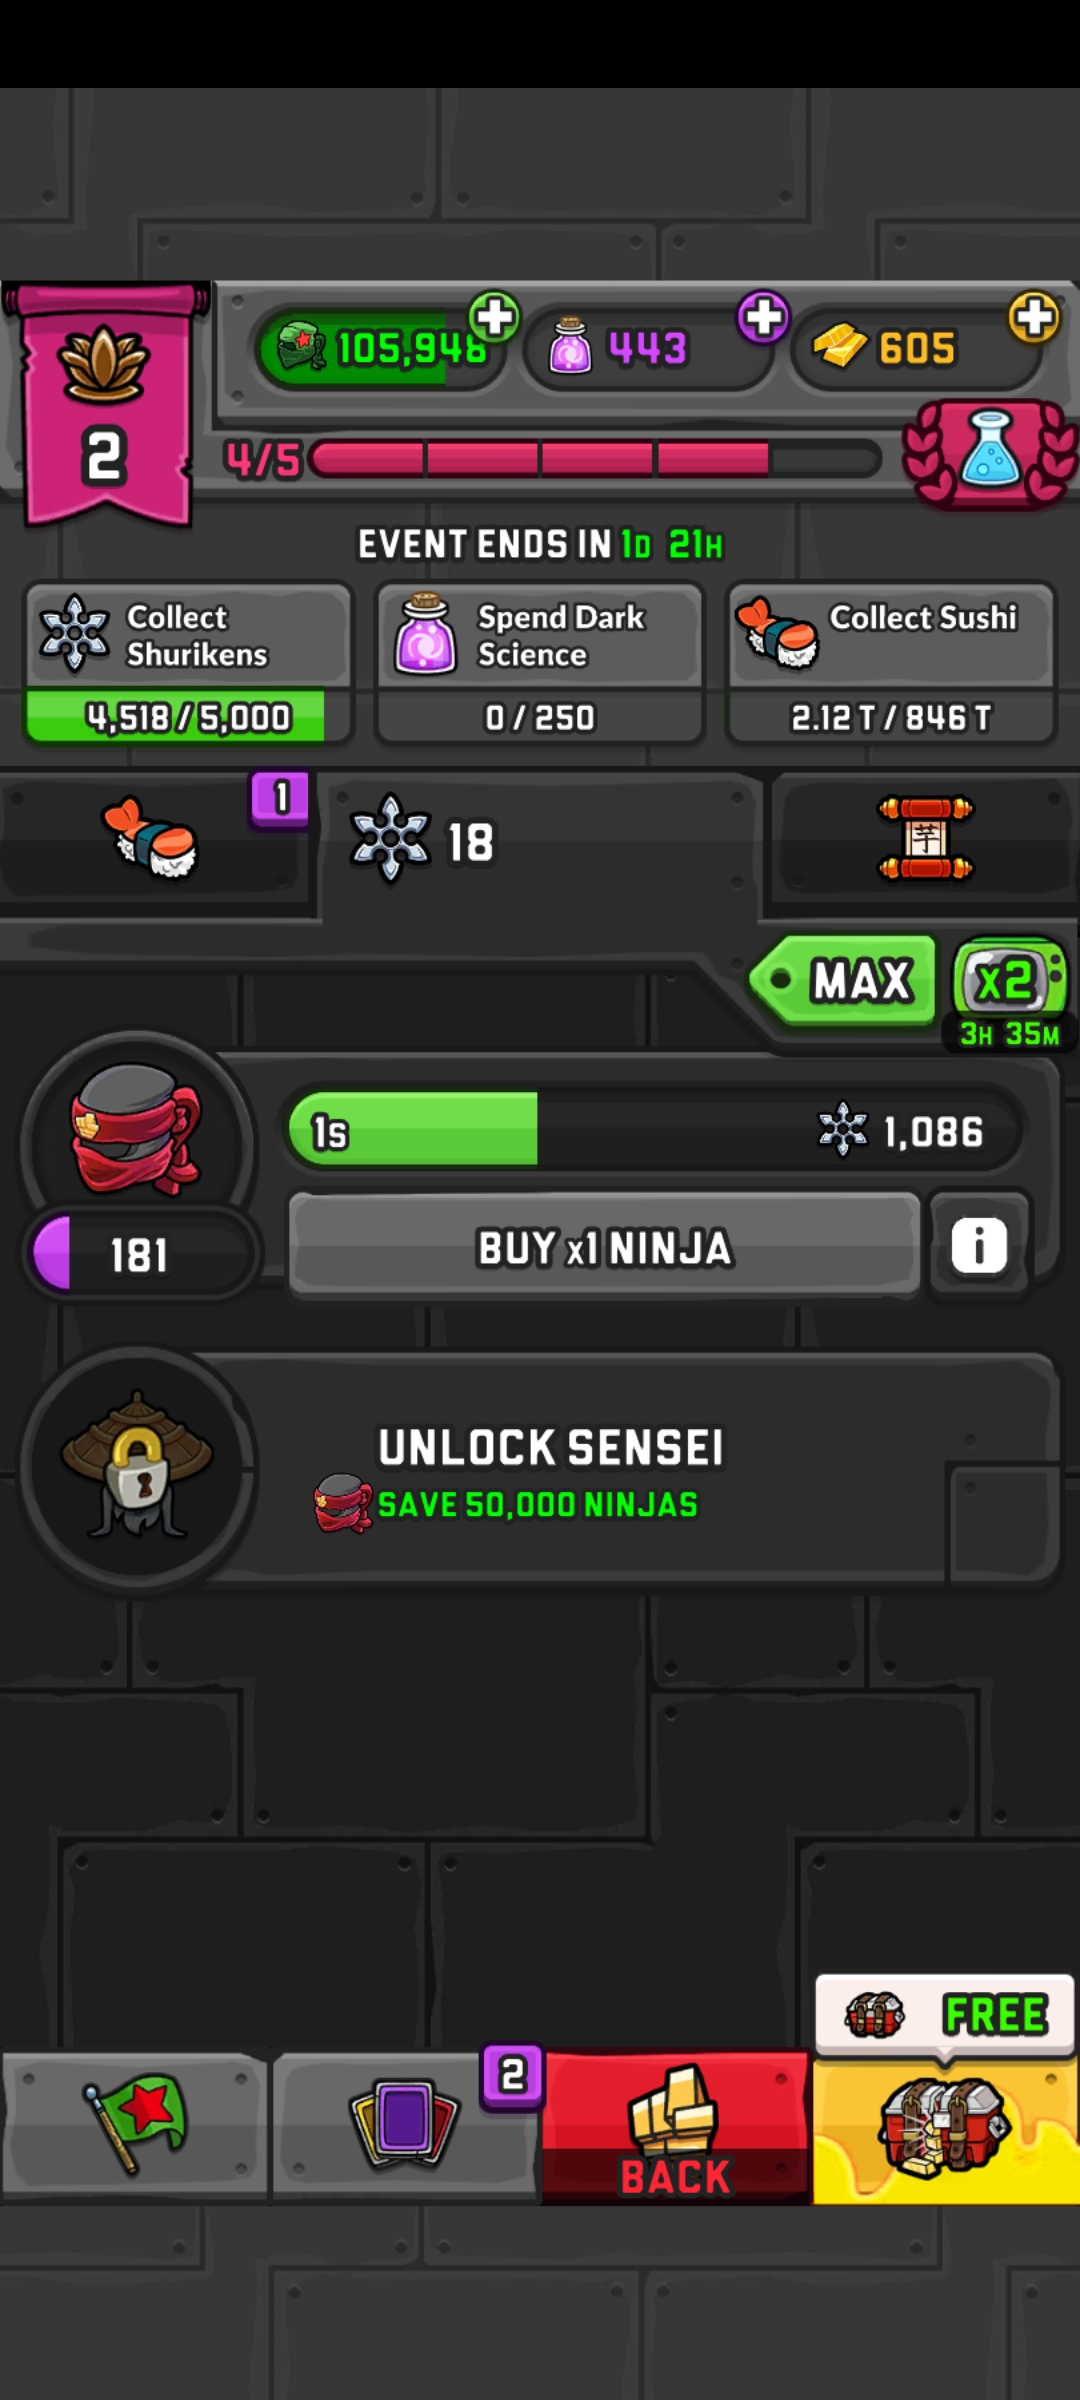 105,948
443
605
2
4/5
EVENT ENDS IN 1D 21H
Collect
Shurikens
4,518 / 5,000
Spend Dark
Science
0 / 250
Collect Sushi
2.12 T / 846 T
1
18
芋
MAX
x2
3H 35M
1s
1,086
181
BUY x1 NINJA
i
UNLOCK SENSEI
SAVE 50,000 NINJAS
FREE
2
BACK